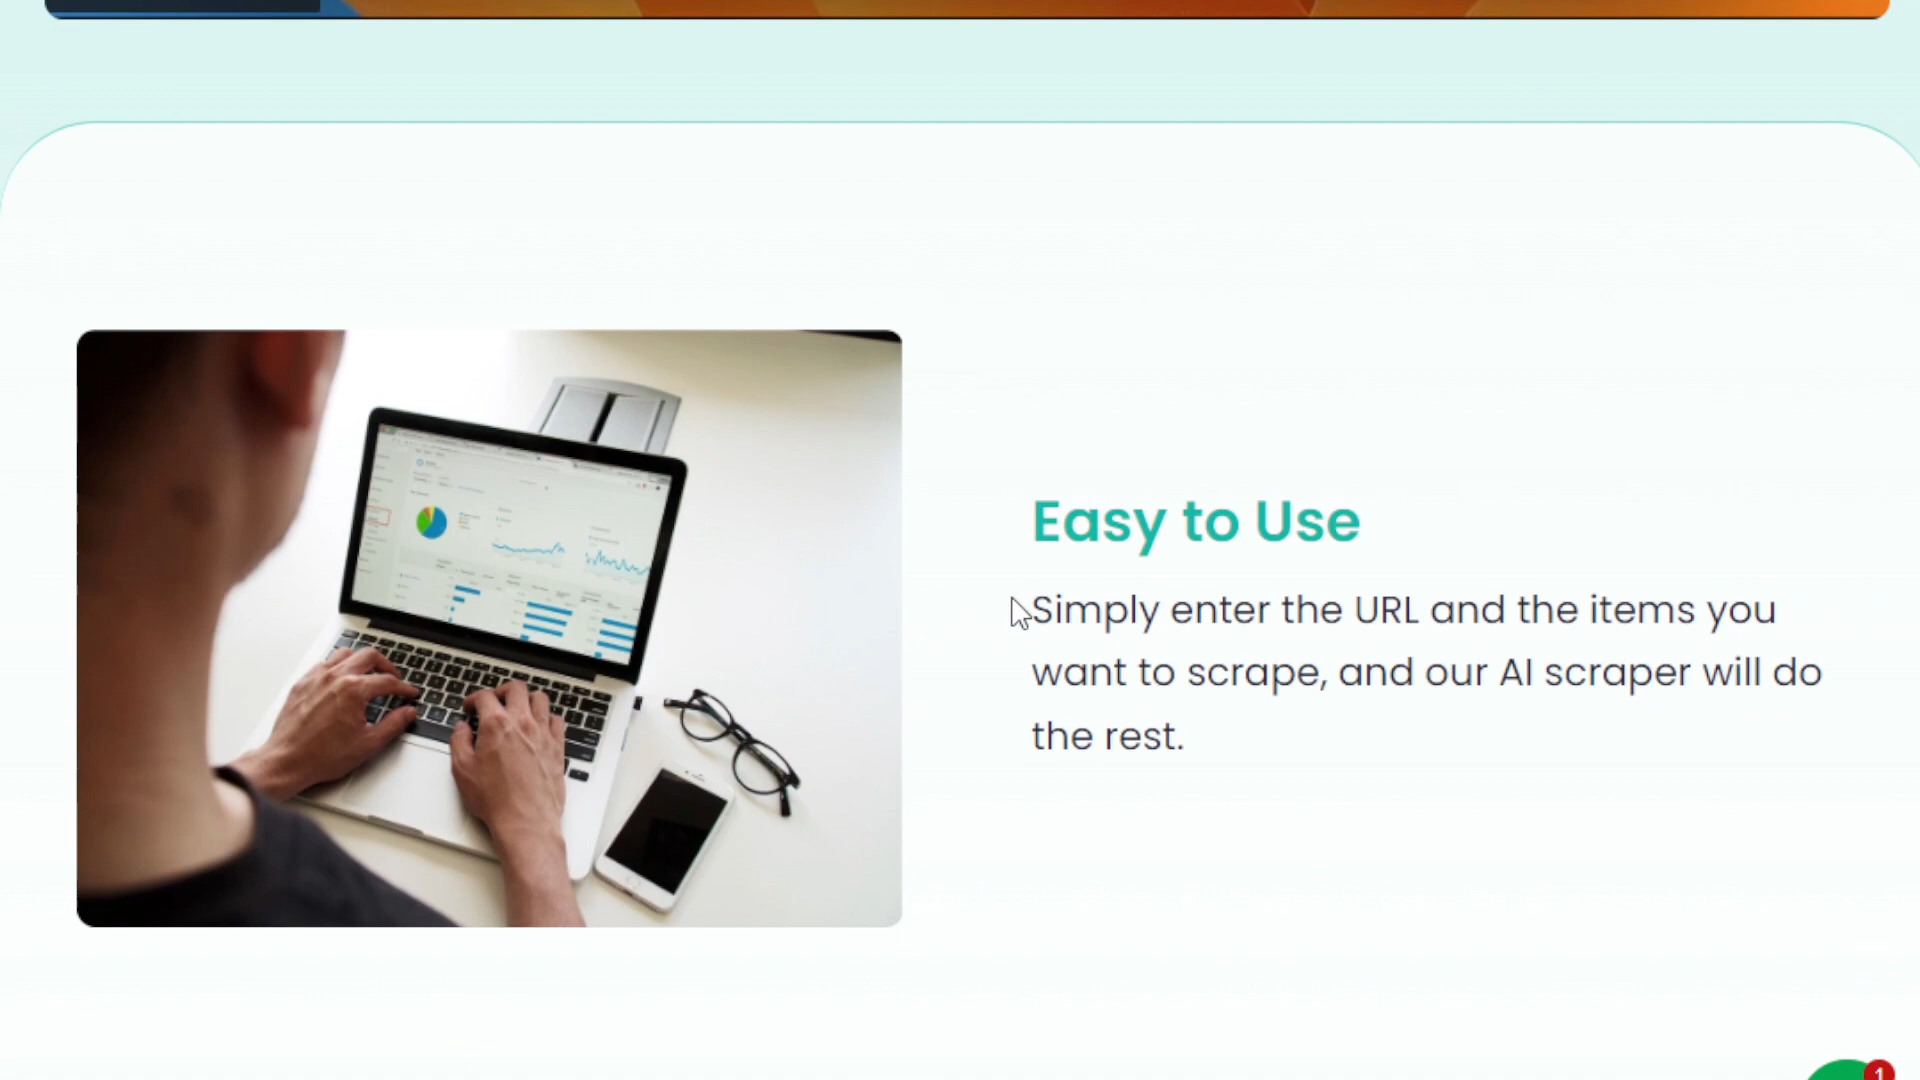 Easy to Use
Simply enter the URL and the items you
want to scrape, and our AI scraper will do
the rest.
1